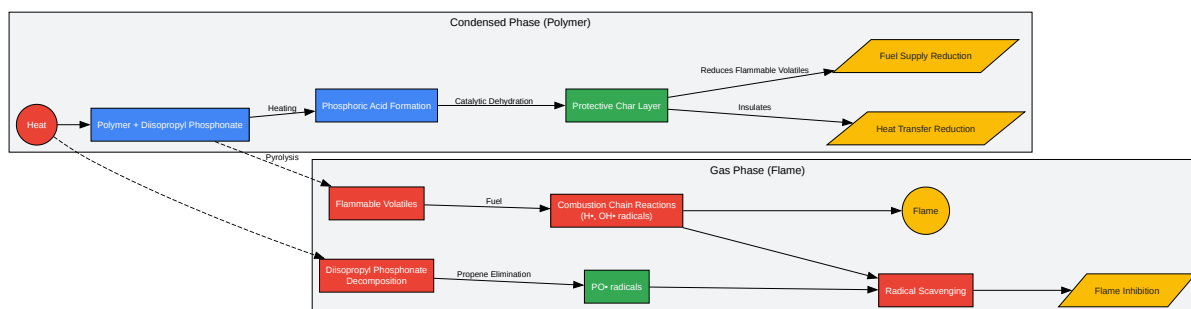 Condensed Phase (Polymer)
Heat
Polymer + Diisopropyl Phosphonate
Heating
Phosphoric Acid Formation
Catalytic Dehydration
Protective Char Layer
Reduces Flammable Volatiles
Fuel Supply Reduction
Insulates
Heat Transfer Reduction
Pyrolysis
Gas Phase (Flame)
Flammable Volatiles
Fuel
Combustion Chain Reactions
(H•, OH• radicals)
Flame
Diisopropyl Phosphonate
Decomposition
Propene Elimination
PO• radicals
Radical Scavenging
Flame Inhibition